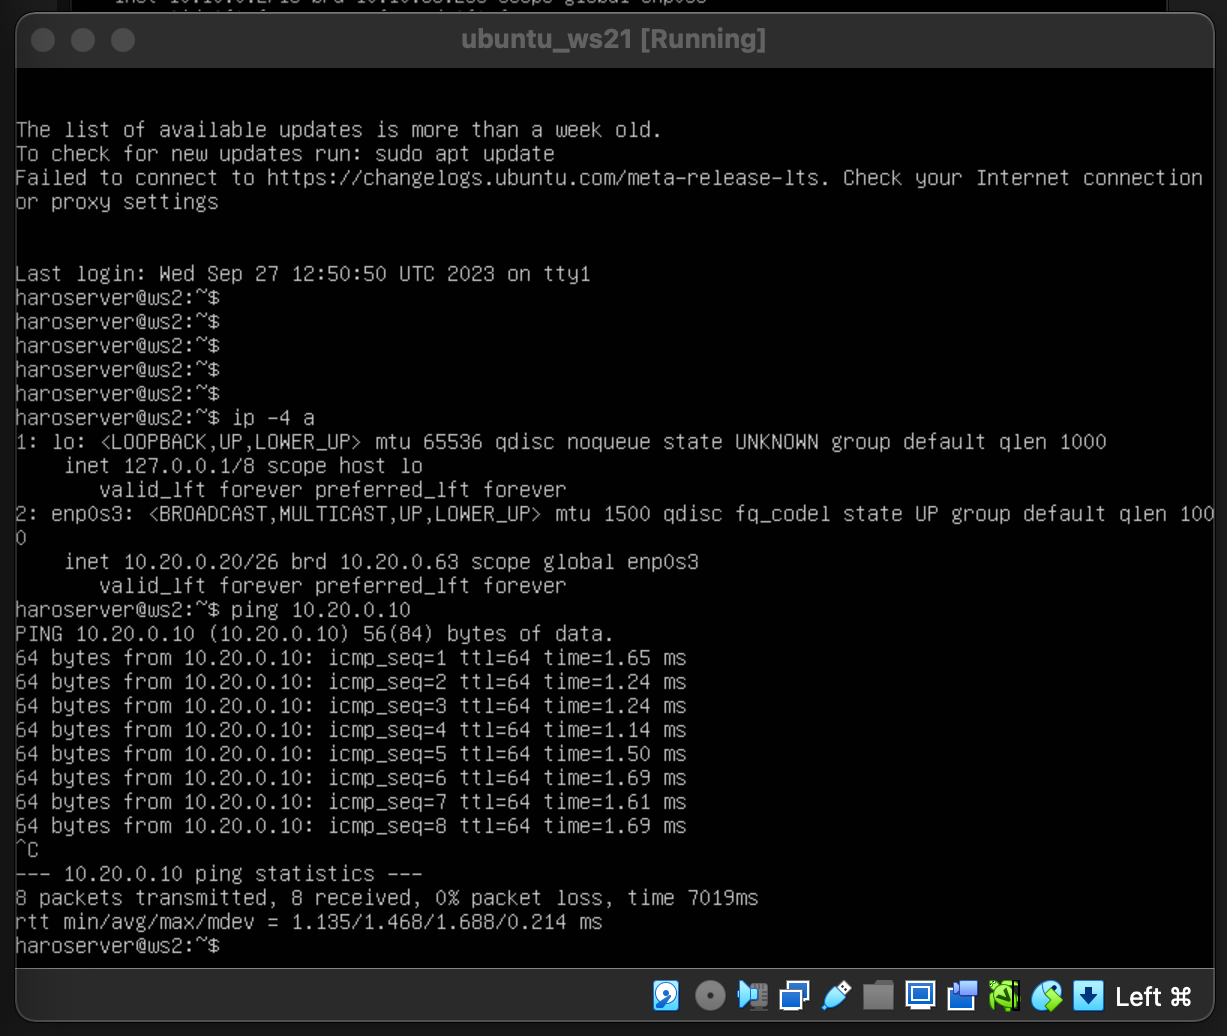 ubuntu_ws21 [Running]
The list of available updates is more than a week old.
To check for new updates run: sudo apt update
Failed to connect to https://changelogs.ubuntu.com/meta-release-lts. Check your Internet connection
or proxy settings
Last login: Wed Sep 27 12:50:50 UTC 2023 on tty1
haroserver@ws2:~$
haroserver@ws2:~$
haroserver@ws2:~$
haroserver@ws2:~$
haroserver@ws2:~$
haroserver@ws2:~$ ip -4 a
1: lo: <LOOPBACK,UP,LOWER_UP> mtu 65536 qdisc noqueue state UNKNOWN group default qlen 1000
    inet 127.0.0.1/8 scope host lo
       valid_lft forever preferred_lft forever
2: enp0s3: <BROADCAST,MULTICAST,UP,LOWER_UP> mtu 1500 qdisc fq_codel state UP group default qlen 100
0
    inet 10.20.0.20/26 brd 10.20.0.63 scope global enp0s3
       valid_lft forever preferred_lft forever
haroserver@ws2:~$ ping 10.20.0.10
PING 10.20.0.10 (10.20.0.10) 56(84) bytes of data.
64 bytes from 10.20.0.10: icmp_seq=1 ttl=64 time=1.65 ms
64 bytes from 10.20.0.10: icmp_seq=2 ttl=64 time=1.24 ms
64 bytes from 10.20.0.10: icmp_seq=3 ttl=64 time=1.24 ms
64 bytes from 10.20.0.10: icmp_seq=4 ttl=64 time=1.14 ms
64 bytes from 10.20.0.10: icmp_seq=5 ttl=64 time=1.50 ms
64 bytes from 10.20.0.10: icmp_seq=6 ttl=64 time=1.69 ms
64 bytes from 10.20.0.10: icmp_seq=7 ttl=64 time=1.61 ms
64 bytes from 10.20.0.10: icmp_seq=8 ttl=64 time=1.69 ms
^C
--- 10.20.0.10 ping statistics ---
8 packets transmitted, 8 received, 0% packet loss, time 7019ms
rtt min/avg/max/mdev = 1.135/1.468/1.688/0.214 ms
haroserver@ws2:~$
Left ⌘